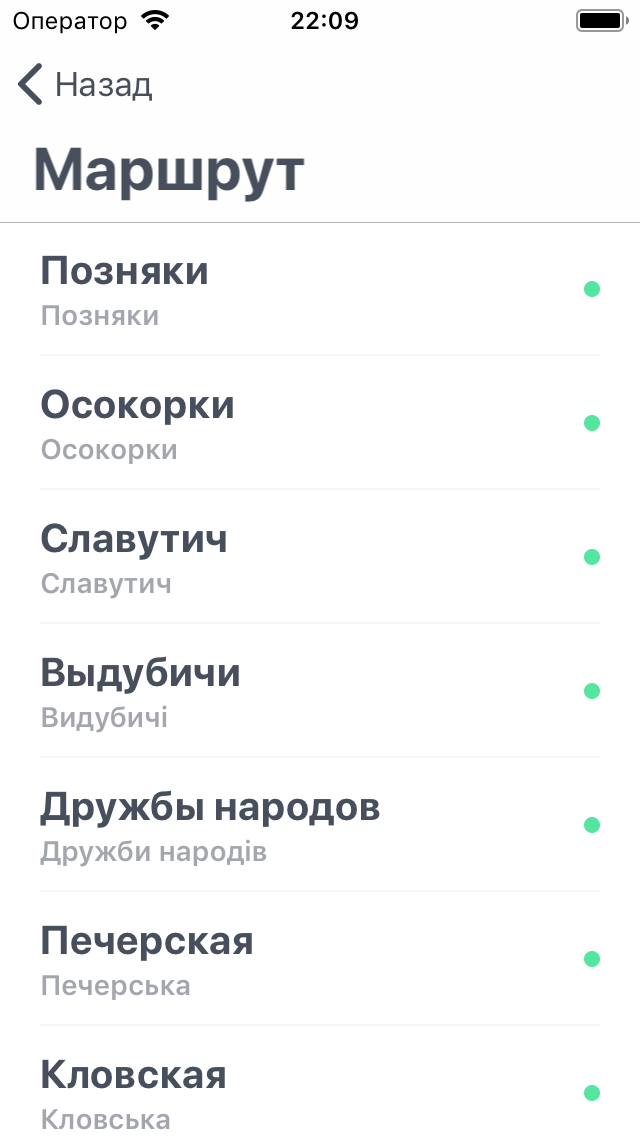 Оператор 22:09
Назад
Маршрут
Позняки
Позняки
Осокорки
Осокорки
Славутич
Славутич
Выдубичи
Видубичі
Дружбы народов
Дружби народів
Печерская
Печерська
Кловская
Кловська